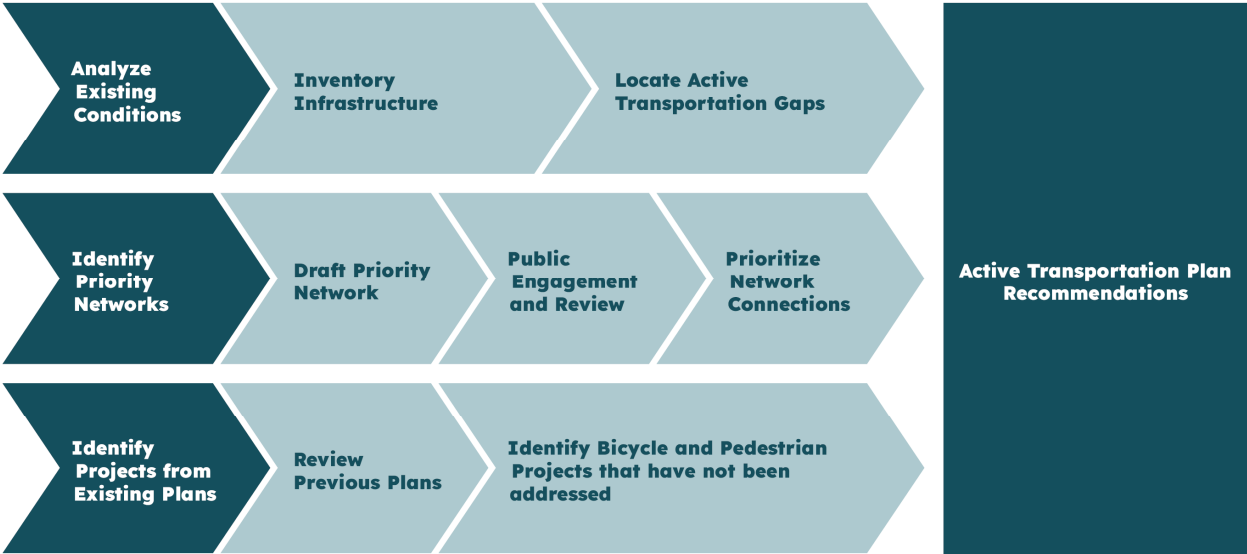 Analyze
Existing
Conditions
Inventory
Infrastructure
Locate Active
Transportation Gaps
Identify
Priority
Networks
Draft Priority
Network
Public
Engagement
and Review
Prioritize
Network
Connections
Active Transportation Plan
Recommendations
Identify
Projects from
Existing Plans
Review
Previous Plans
Identify Bicycle and Pedestrian
Projects that have not been
addressed